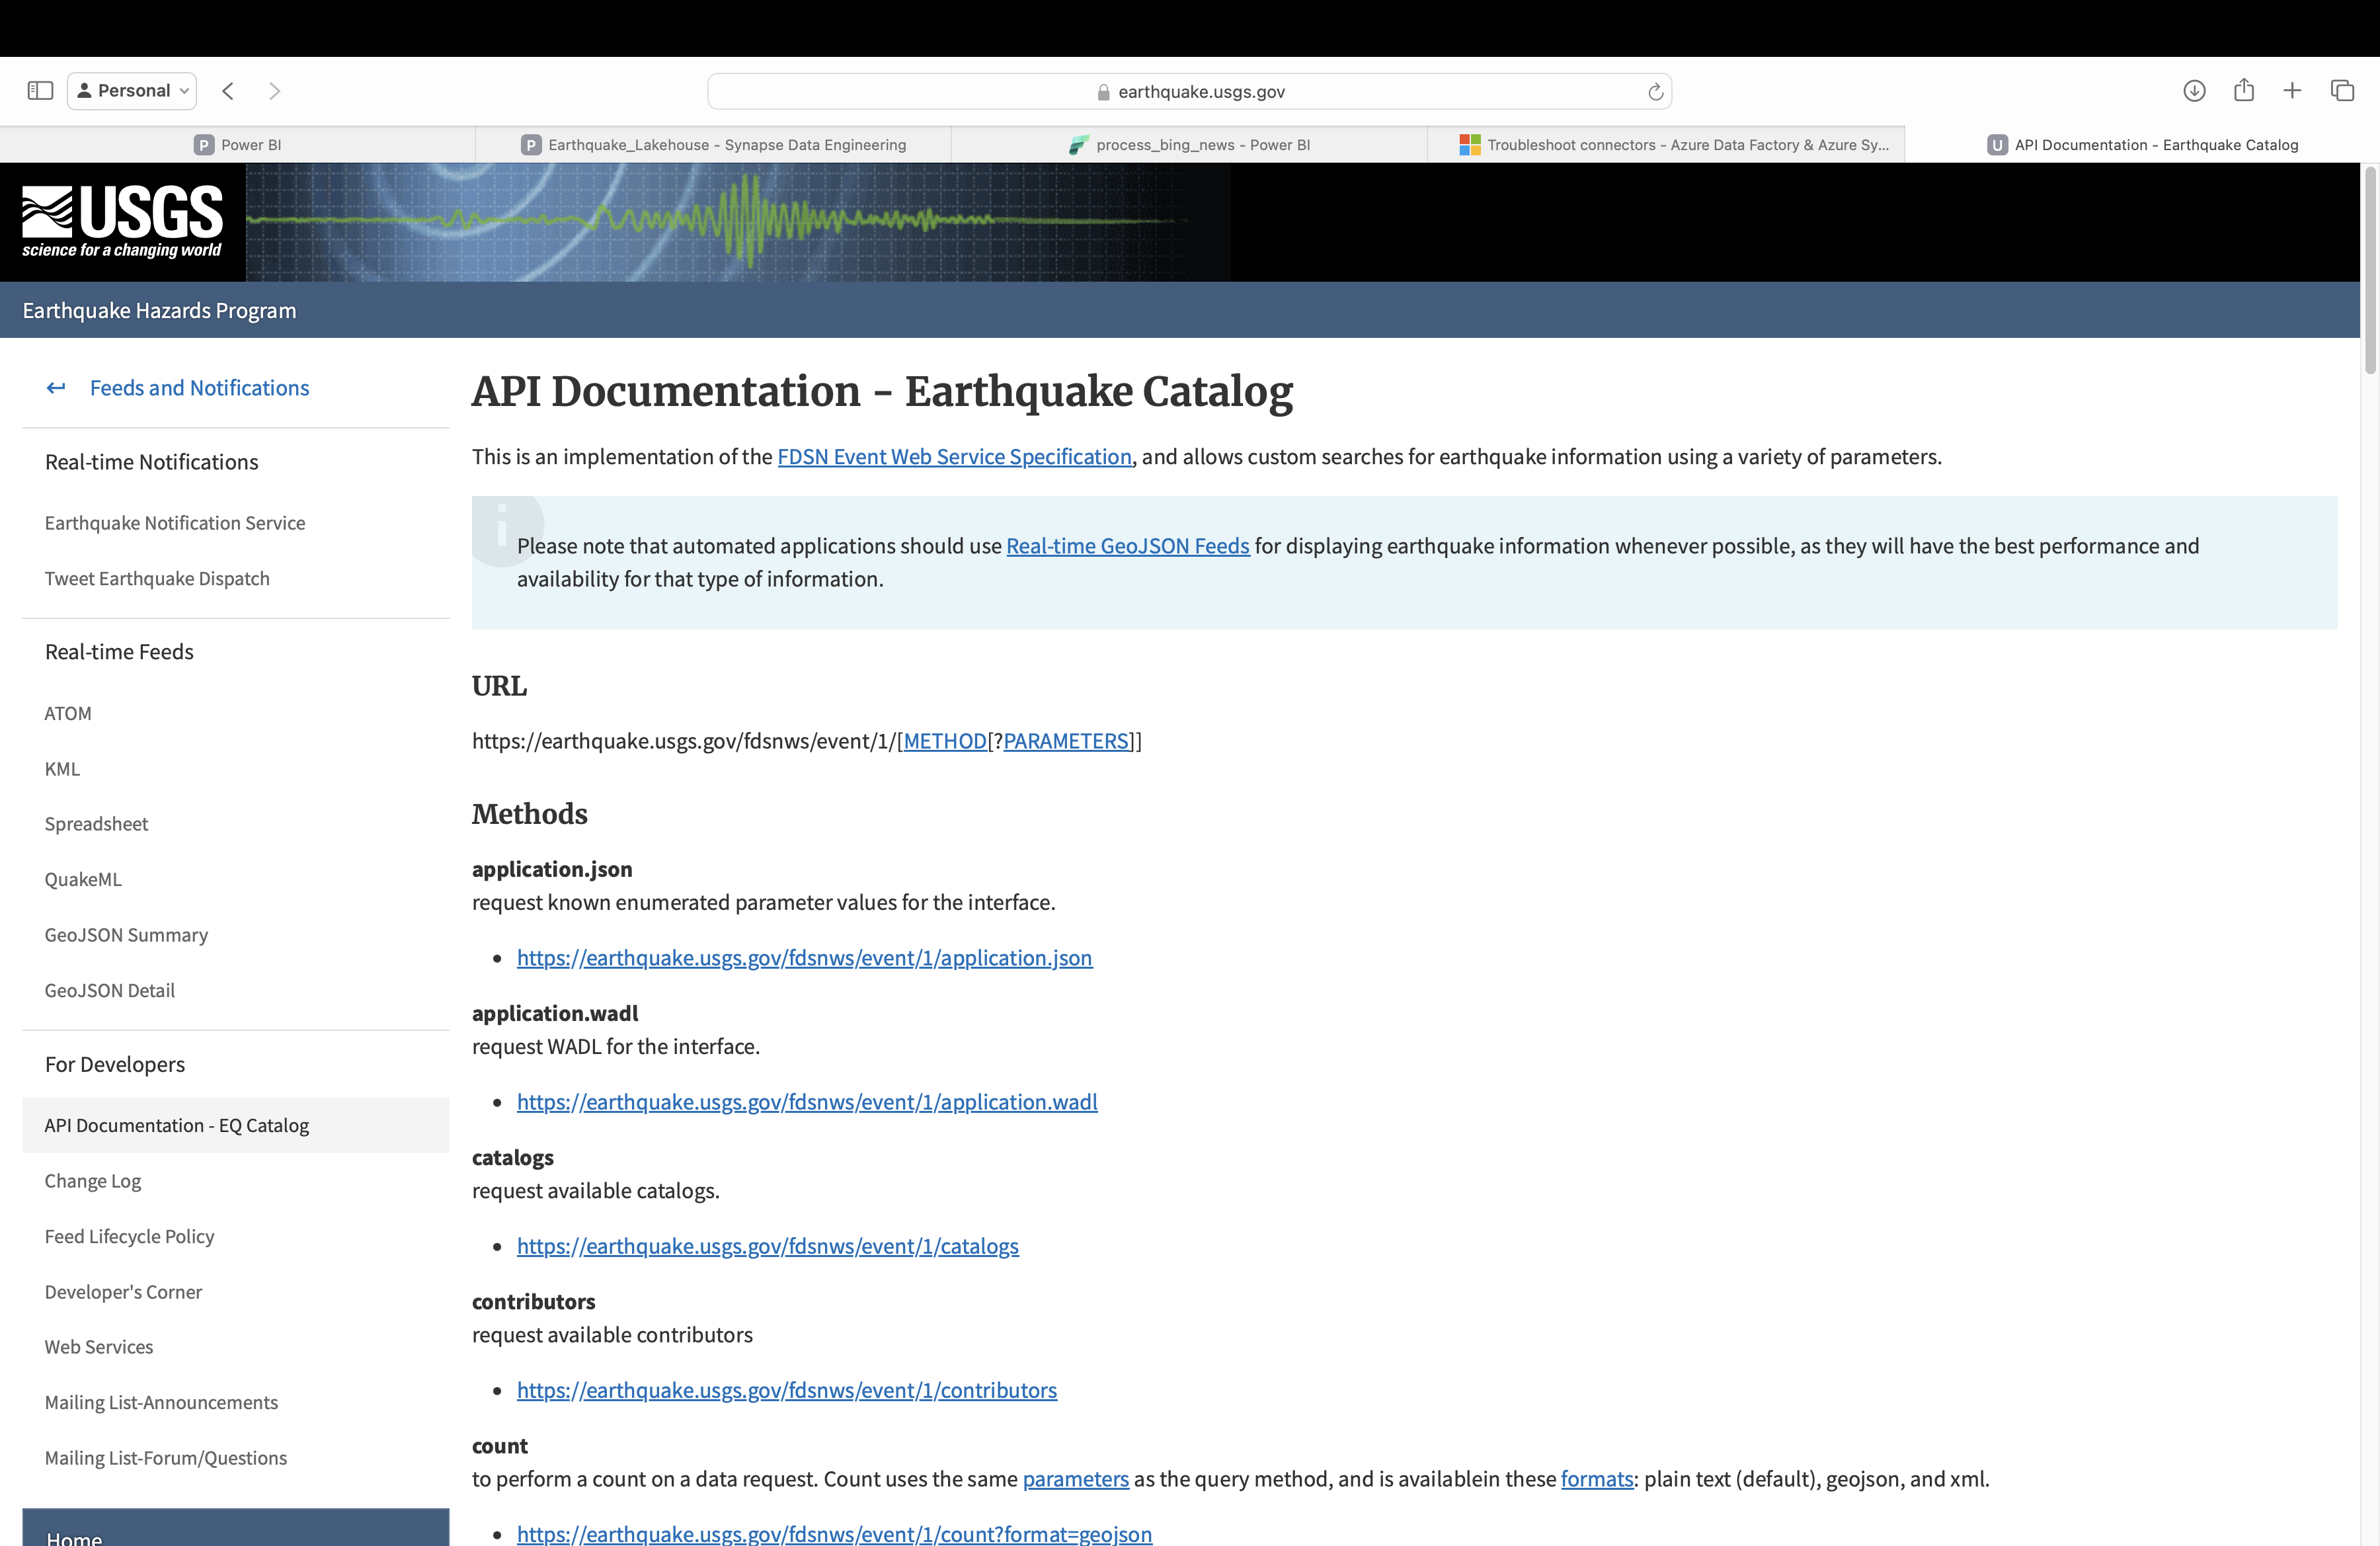 Personal
earthquake.usgs.gov
P Power BI
P Earthquake_Lakehouse - Synapse Data Engineering
process_bing_news - Power BI
Troubleshoot connectors - Azure Data Factory & Azure Sy...
U API Documentation - Earthquake Catalog
USGS
science for a changing world
Earthquake Hazards Program
Feeds and Notifications
Real-time Notifications
Earthquake Notification Service
Tweet Earthquake Dispatch
Real-time Feeds
ATOM
KML
Spreadsheet
QuakeML
GeoJSON Summary
GeoJSON Detail
For Developers
API Documentation - EQ Catalog
Change Log
Feed Lifecycle Policy
Developer's Corner
Web Services
Mailing List-Announcements
Mailing List-Forum/Questions
Home
API Documentation - Earthquake Catalog
This is an implementation of the FDSN Event Web Service Specification, and allows custom searches for earthquake information using a variety of parameters.
Please note that automated applications should use Real-time GeoJSON Feeds for displaying earthquake information whenever possible, as they will have the best performance and
availability for that type of information.
URL
https://earthquake.usgs.gov/fdsnws/event/1/[METHOD[?PARAMETERS]]
Methods
application.json
request known enumerated parameter values for the interface.
• https://earthquake.usgs.gov/fdsnws/event/1/application.json
application.wadl
request WADL for the interface.
• https://earthquake.usgs.gov/fdsnws/event/1/application.wadl
catalogs
request available catalogs.
• https://earthquake.usgs.gov/fdsnws/event/1/catalogs
contributors
request available contributors
• https://earthquake.usgs.gov/fdsnws/event/1/contributors
count
to perform a count on a data request. Count uses the same parameters as the query method, and is availablein these formats: plain text (default), geojson, and xml.
• https://earthquake.usgs.gov/fdsnws/event/1/count?format=geojson